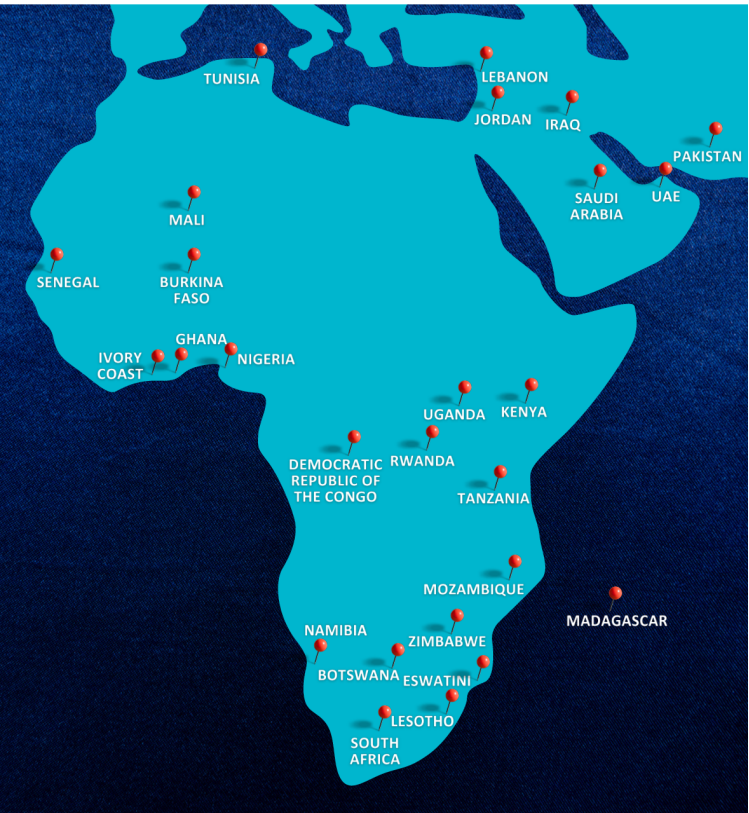 TUNISIA
LEBANON
JORDAN
IRAQ
PAKISTAN
SAUDI
ARABIA
UAE
MALI
SENEGAL
BURKINA
FASO
GHANA
IVORY
COAST
NIGERIA
UGANDA
KENYA
DEMOCRATIC
REPUBLIC OF
THE CONGO
RWANDA
TANZANIA
MOZAMBIQUE
MADAGASCAR
NAMIBIA
ZIMBABWE
BOTSWANA
ESWATINI
LESOTHO
SOUTH
AFRICA